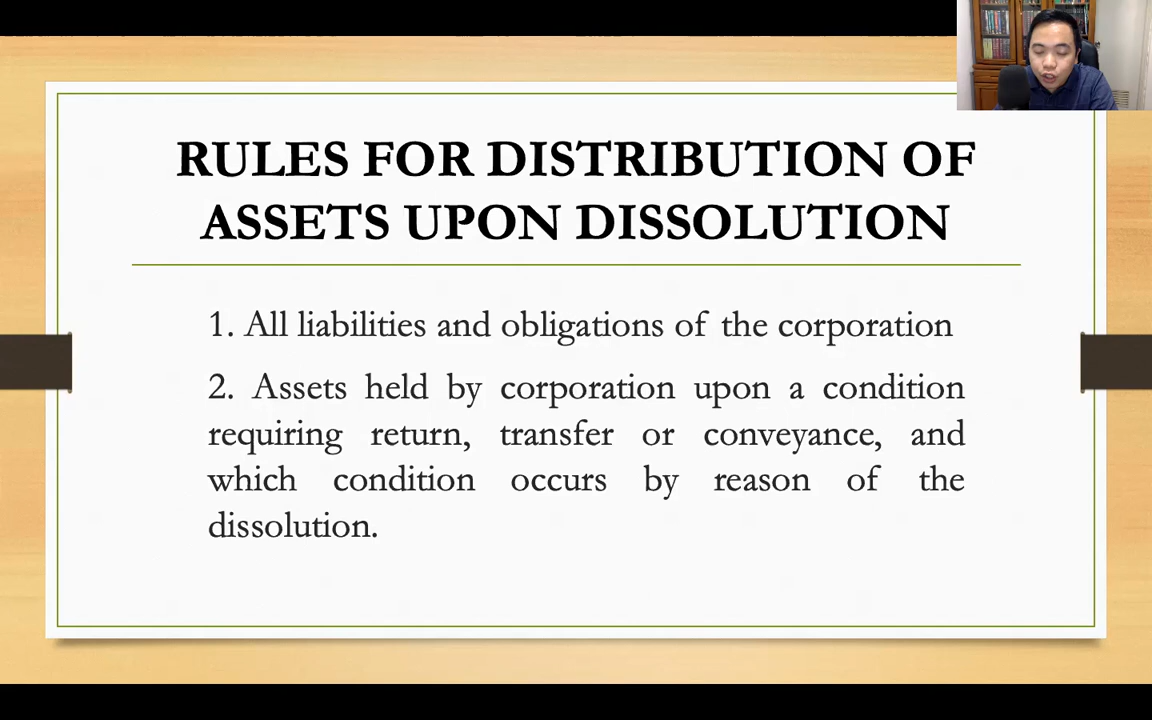 RULES FOR DISTRIBUTION OF
ASSETS UPON DISSOLUTION
1. All liabilities and obligations of the corporation
2. Assets held by corporation upon a condition
requiring return, transfer or conveyance, and
which condition occurs by reason of the
dissolution.